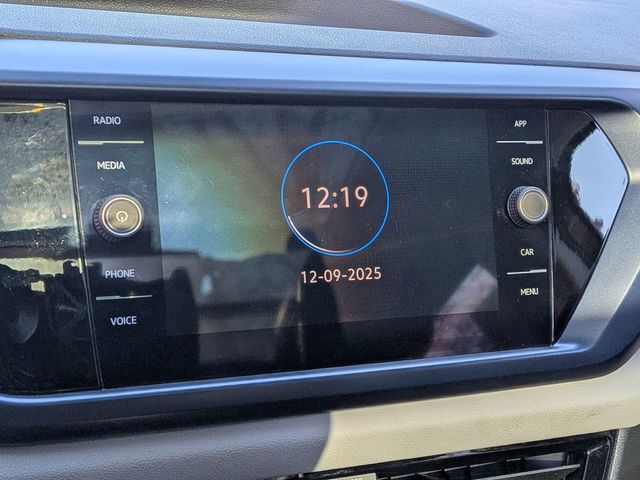 RADIO
MEDIA
PHONE
VOICE
12:19
12-09-2025
APP
SOUND
CAR
MENU